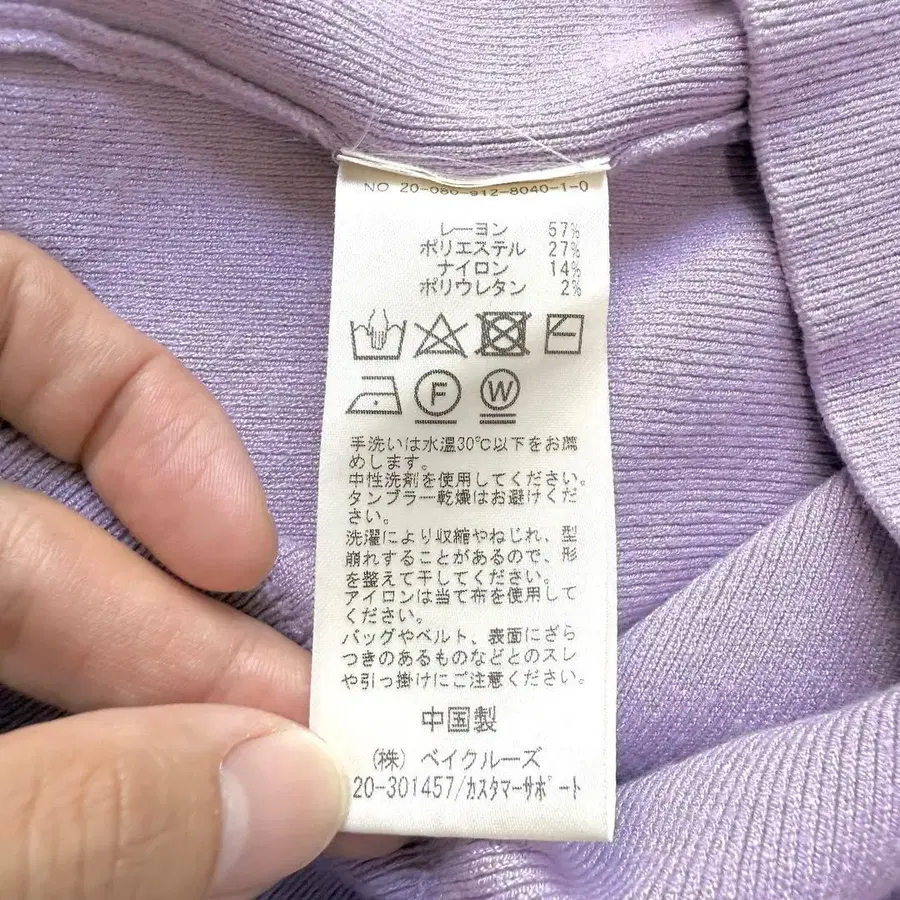 NO 20-080-912-8040-1-0
レーヨン 57%
ポリエステル 27%
ナイロン 14%
ポリウレタン 2%
F W
手洗いは水温30℃以下をお薦
めします。
中性洗剤を使用してください。
タンブラー乾燥はお避けくだ
さい。
洗濯により収縮やねじれ、型
崩れすることがあるので、形
を整えて干してください。
アイロンは当て布を使用して
ください。
バッグやベルト、表面にざら
つきのあるものなどとのスレ
や引っ掛けにご注意ください。
中国製
(株) ベイクルーズ
20-301457/カスタマーサポート